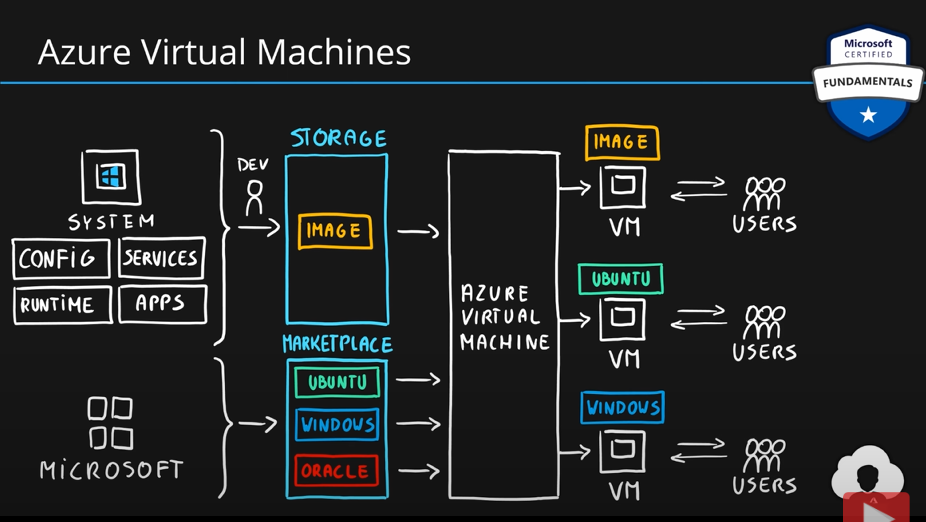 Azure Virtual Machines
Microsoft
CERTIFIED
FUNDAMENTALS
SYSTEM
CONFIG
SERVICES
RUNTIME
APPS
MICROSOFT
DEV
STORAGE
IMAGE
MARKETPLACE
UBUNTU
WINDOWS
ORACLE
AZURE
VIRTUAL
MACHINE
IMAGE
VM
USERS
UBUNTU
VM
USERS
WINDOWS
VM
USERS